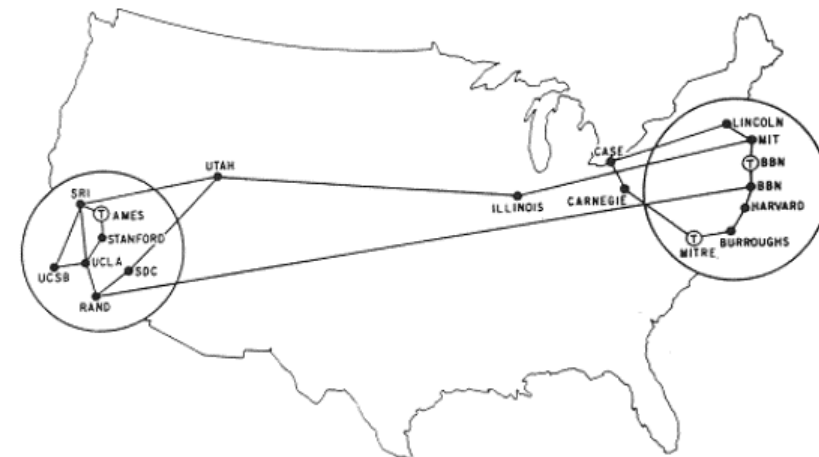 LINCOLN
MIT
CASE
T BBN
UTAH
BBN
SRI
ILLINOIS
CARNEGIE
HARVARD
T AMES
STANFORD
T
BURROUGHS
MITRE
UCLA
SDC
UCSB
RAND